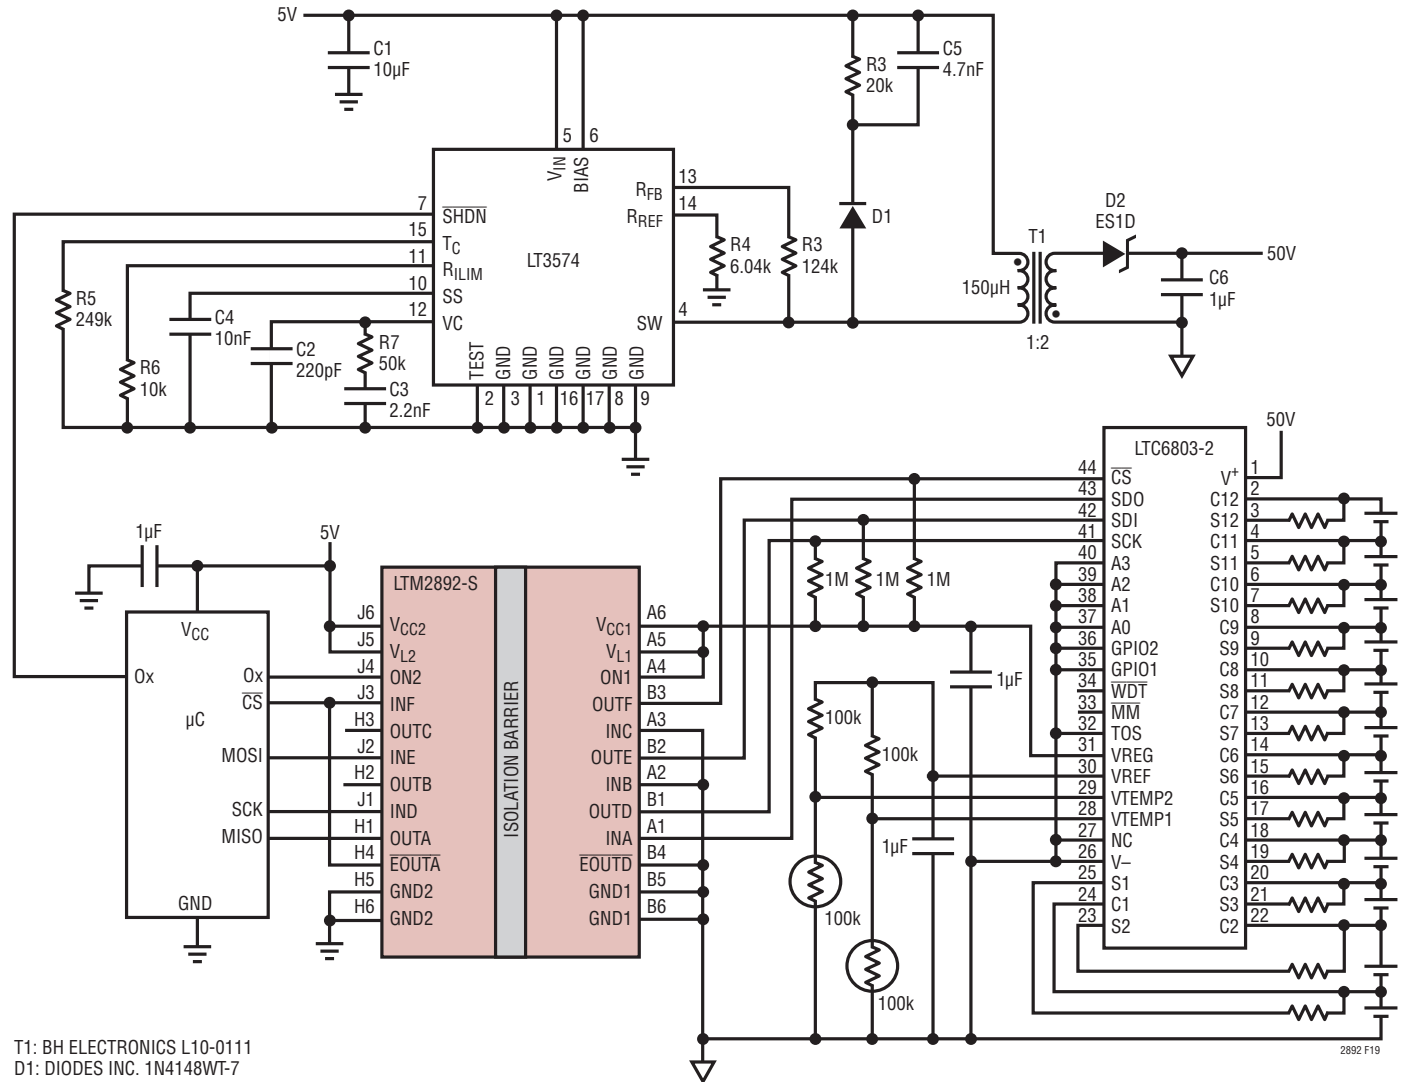 5V
C1
10µF
R3
20k
C5
4.7nF
5 6
VIN
BIAS
LT3574
7 SHDN
15 TC
11 RILIM
10 SS
12 VC
RFB 13
RREF 14
SW 4
TEST GND GND GND GND GND GND
2 3 1 16 17 8 9
R4
6.04k
R3
124k
D1
T1
150µH
1:2
D2
ES1D
50V
C6
1µF
R5
249k
R6
10k
C4
10nF
C2
220pF
R7
50k
C3
2.2nF
1µF
5V
VCC
Ox
µC
Ox
CS
MOSI
SCK
MISO
GND
LTM2892-S
ISOLATION BARRIER
J6 VCC2
J5 VL2
J4 ON2
J3 INF
H3 OUTC
J2 INE
H2 OUTB
J1 IND
H1 OUTA
H4 EOUTA
H5 GND2
H6 GND2
VCC1 A6
VL1 A5
ON1 A4
OUTF B3
INC A3
OUTE B2
INB A2
OUTD B1
INA A1
EOUTD B4
GND1 B5
GND1 B6
1M 1M 1M
1µF
100k
100k
1µF
100k
100k
50V
LTC6803-2
44 CS
43 SDO
42 SDI
41 SCK
40 A3
39 A2
38 A1
37 A0
36 GPIO2
35 GPIO1
34 WDT
33 MM
32 TOS
31 VREG
30 VREF
29 VTEMP2
28 VTEMP1
27 NC
26 V–
25 S1
24 C1
23 S2
V+ 1
C12 2
S12 3
C11 4
S11 5
C10 6
S10 7
C9 8
S9 9
C8 10
S8 11
C7 12
S7 13
C6 14
S6 15
C5 16
S5 17
C4 18
S4 19
C3 20
S3 21
C2 22
2892 F19
T1: BH ELECTRONICS L10-0111
D1: DIODES INC. 1N4148WT-7